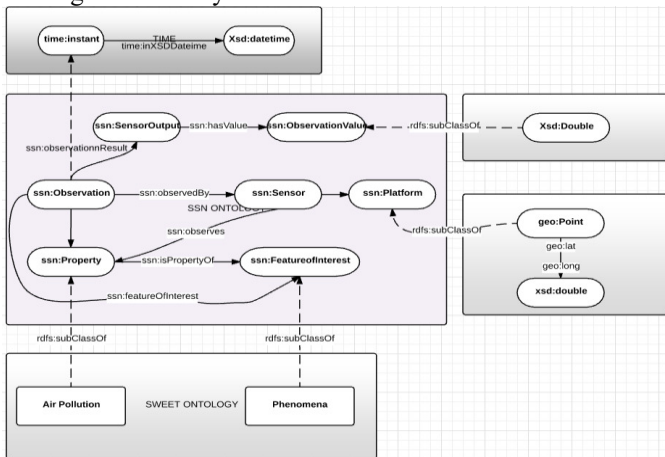 time:instant
TIME
time:inXSDDateime
Xsd:datetime
ssn:SensorOutput
ssn:hasValue
ssn:ObservationValue
rdfs:subClassOf
Xsd:Double
ssn:observationnResult
ssn:Observation
ssn:observedBy
ssn:Sensor
ssn:Platform
SSN ONTOLOGY
ssn:observes
rdfs:subClassOf
geo:Point
geo:lat
geo:long
xsd:double
ssn:Property
ssn:isPropertyOf
ssn:FeatureofInterest
ssn:featureOfInterest
rdfs:subClassOf
rdfs:subClassOf
Air Pollution
SWEET ONTOLOGY
Phenomena